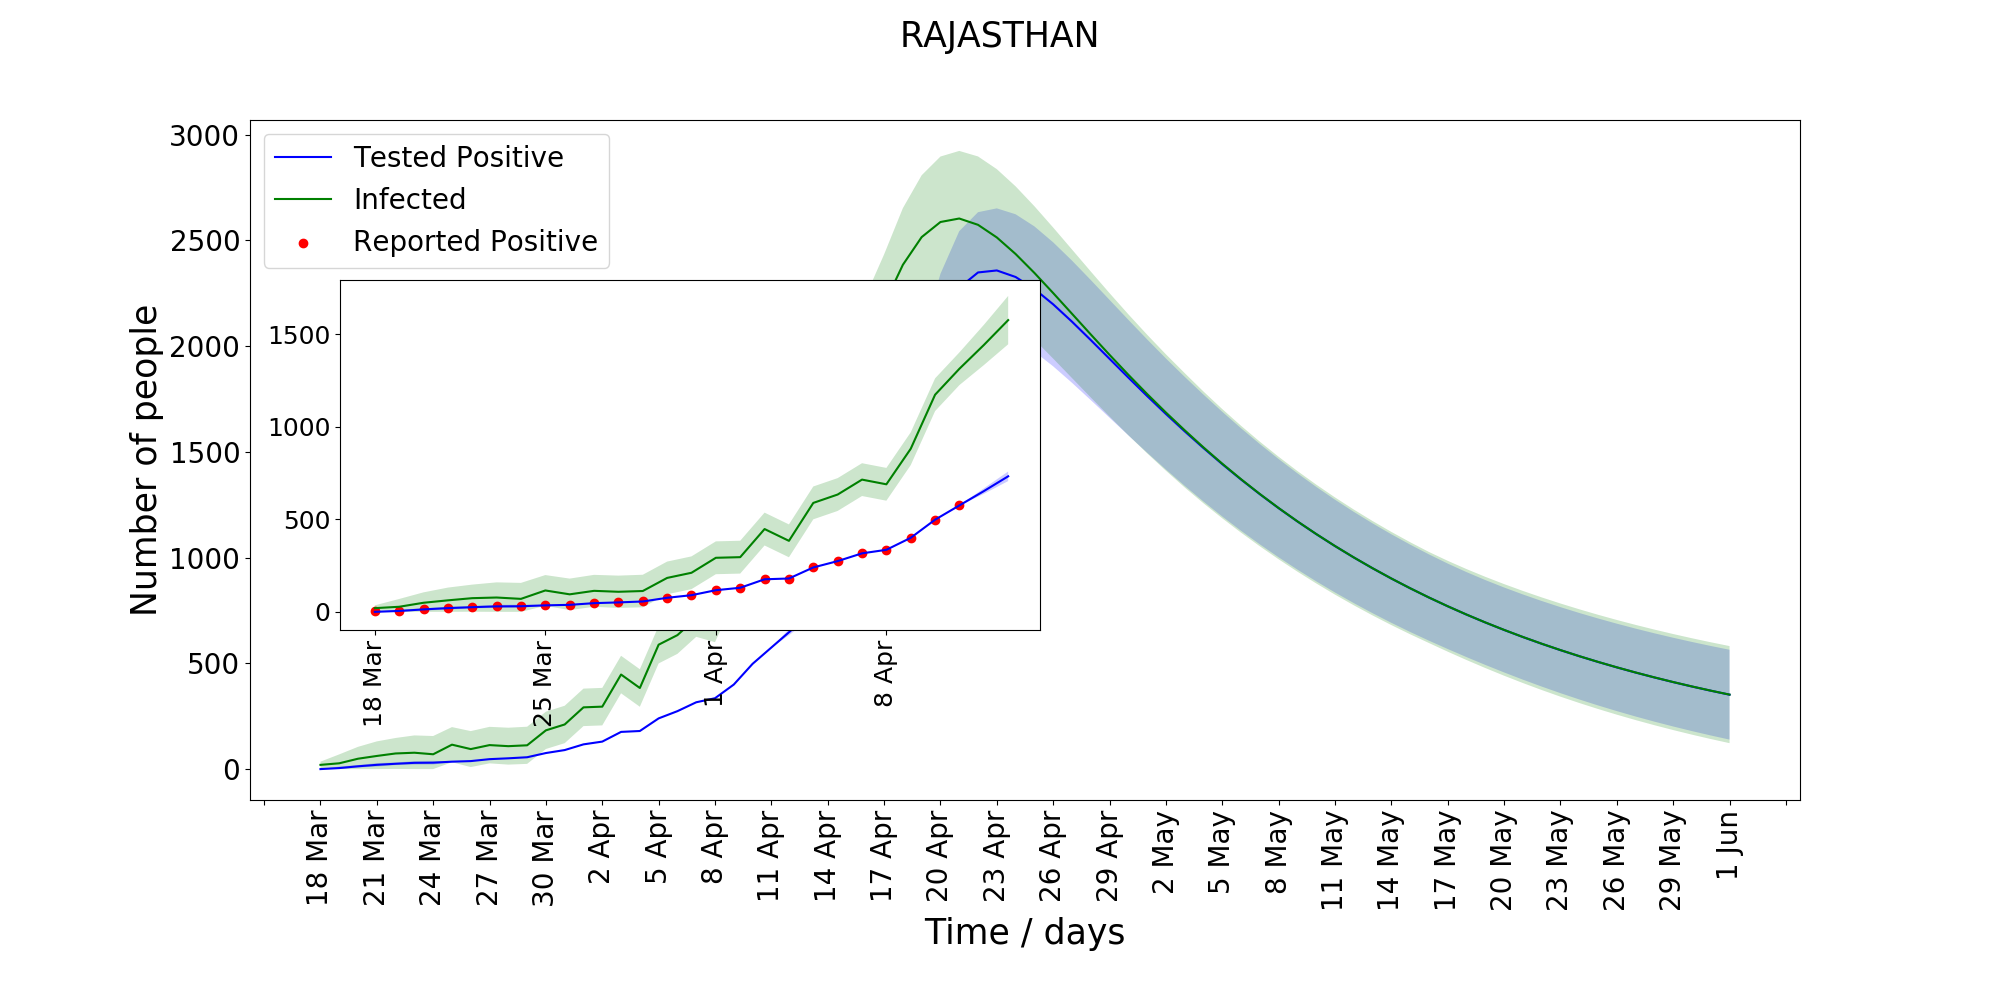 RAJASTHAN
Tested Positive
Infected
Reported Positive
Number of people
3000
2500
2000
1500
1000
500
0
1500
1000
500
0
18 Mar
25 Mar
1 Apr
8 Apr
18 Mar
21 Mar
24 Mar
27 Mar
30 Mar
2 Apr
5 Apr
8 Apr
11 Apr
14 Apr
17 Apr
20 Apr
23 Apr
26 Apr
29 Apr
2 May
5 May
8 May
11 May
14 May
17 May
20 May
23 May
26 May
29 May
1 Jun
Time / days